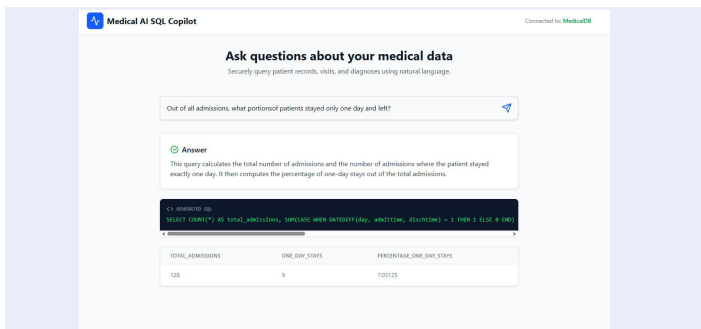 Medical AI SQL Copilot
Connected to: MedicalDB
Ask questions about your medical data
Securely query patient records, visits, and diagnoses using natural language.
Out of all admissions, what portionsof patients stayed only one day and left?
Answer
This query calculates the total number of admissions and the number of admissions where the patient stayed
exactly one day. It then computes the percentage of one-day stays out of the total admissions.
<> GENERATED SQL
SELECT COUNT(*) AS total_admissions, SUM(CASE WHEN DATEDIFF(day, admittime, dischtime) = 1 THEN 1 ELSE 0 END)
TOTAL_ADMISSIONS ONE_DAY_STAYS PERCENTAGE_ONE_DAY_STAYS
128 9 7.03125